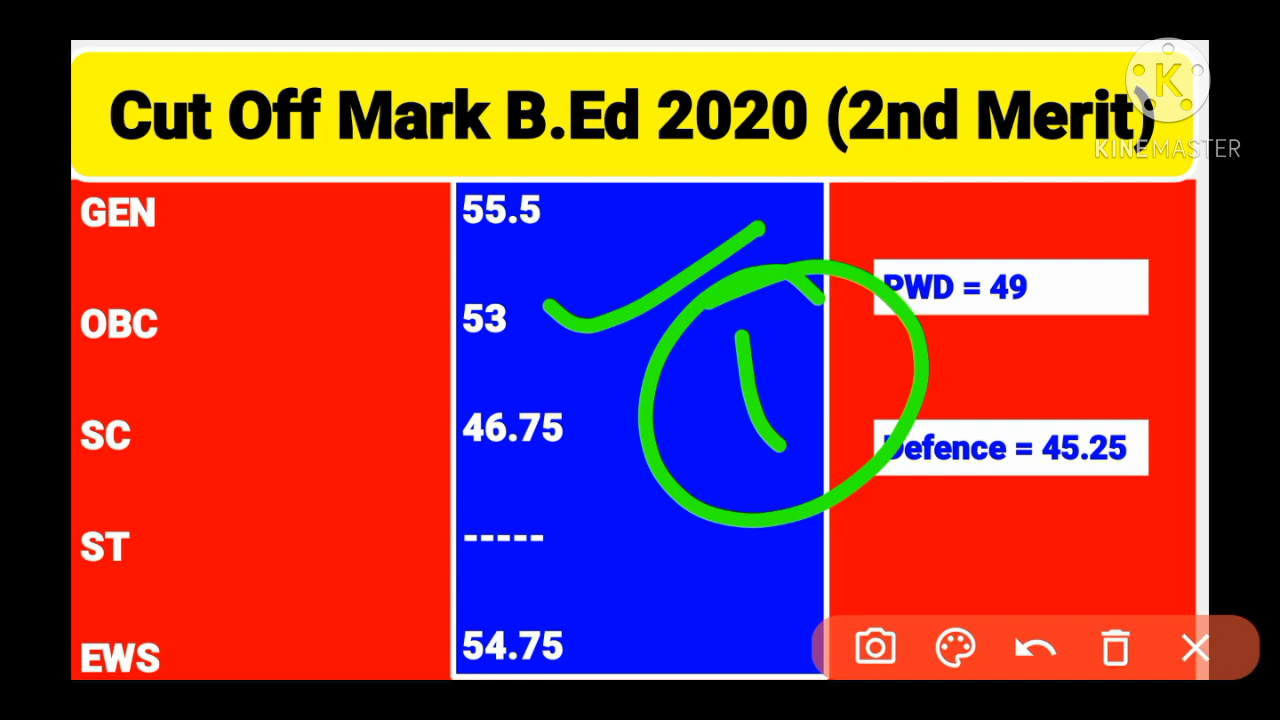 Cut Off Mark B.Ed 2020 (2nd Merit)
K
KINEMASTER
GEN 55.5
OBC 53
SC 46.75
ST -----
EWS 54.75
PWD = 49
Defence = 45.25
1